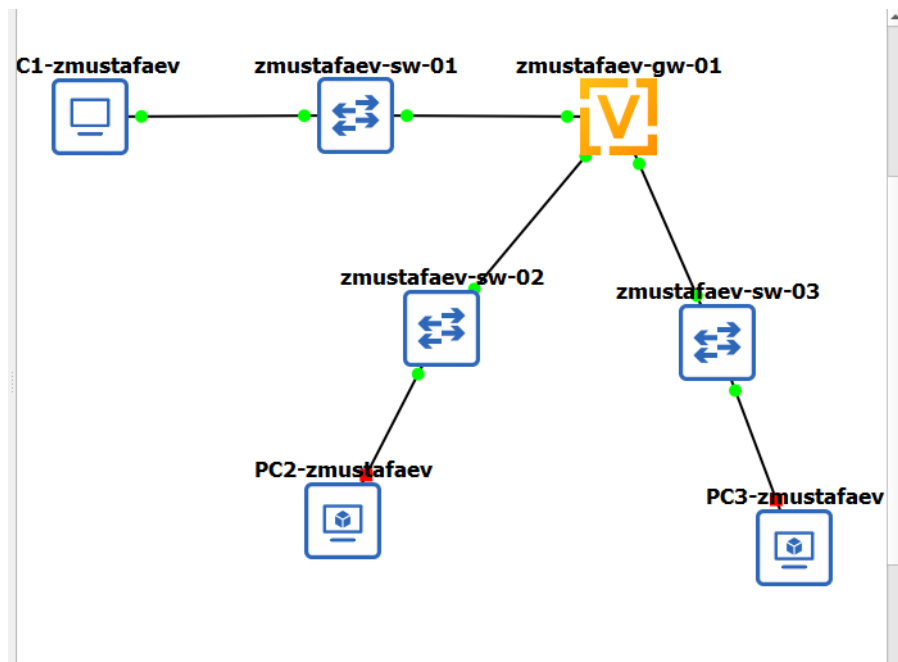 C1-zmustafaev
zmustafaev-sw-01
zmustafaev-gw-01
V
zmustafaev-sw-02
zmustafaev-sw-03
PC2-zmustafaev
PC3-zmustafaev